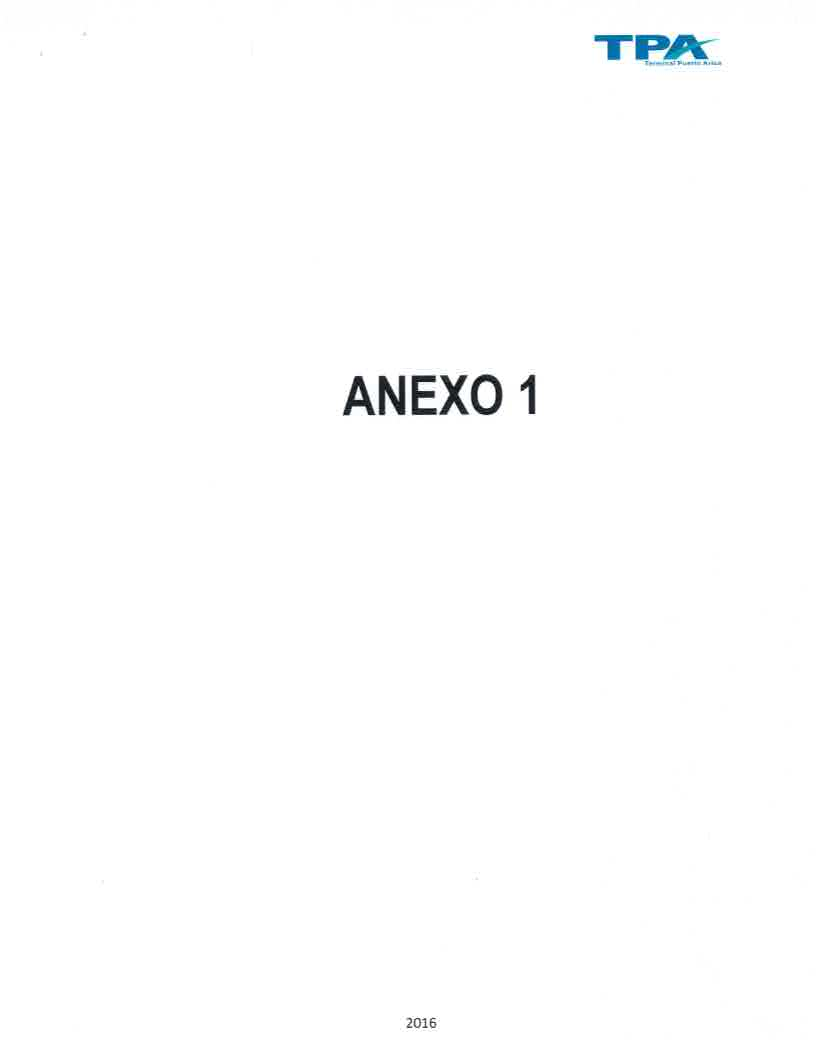 TPA
Terminal Puerto Arica
ANEXO 1
2016